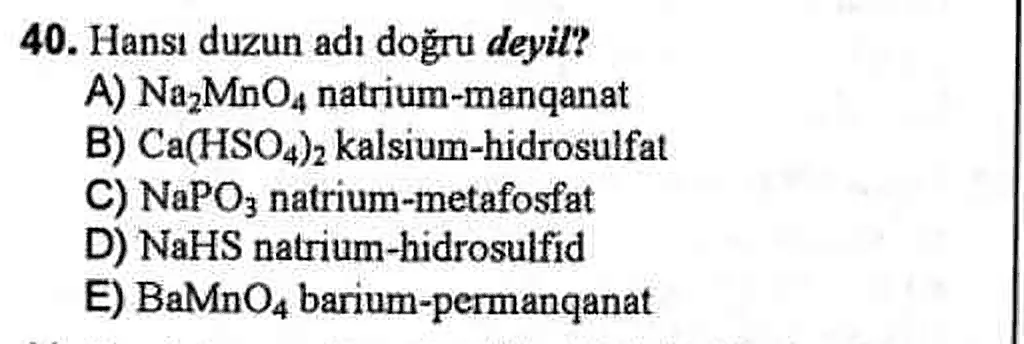 40. Hansı duzun adı doğru deyil?
A) Na₂MnO₄ natrium-manqanat
B) Ca(HSO₄)₂ kalsium-hidrosulfat
C) NaPO₃ natrium-metafosfat
D) NaHS natrium-hidrosulfid
E) BaMnO₄ barium-permanqanat